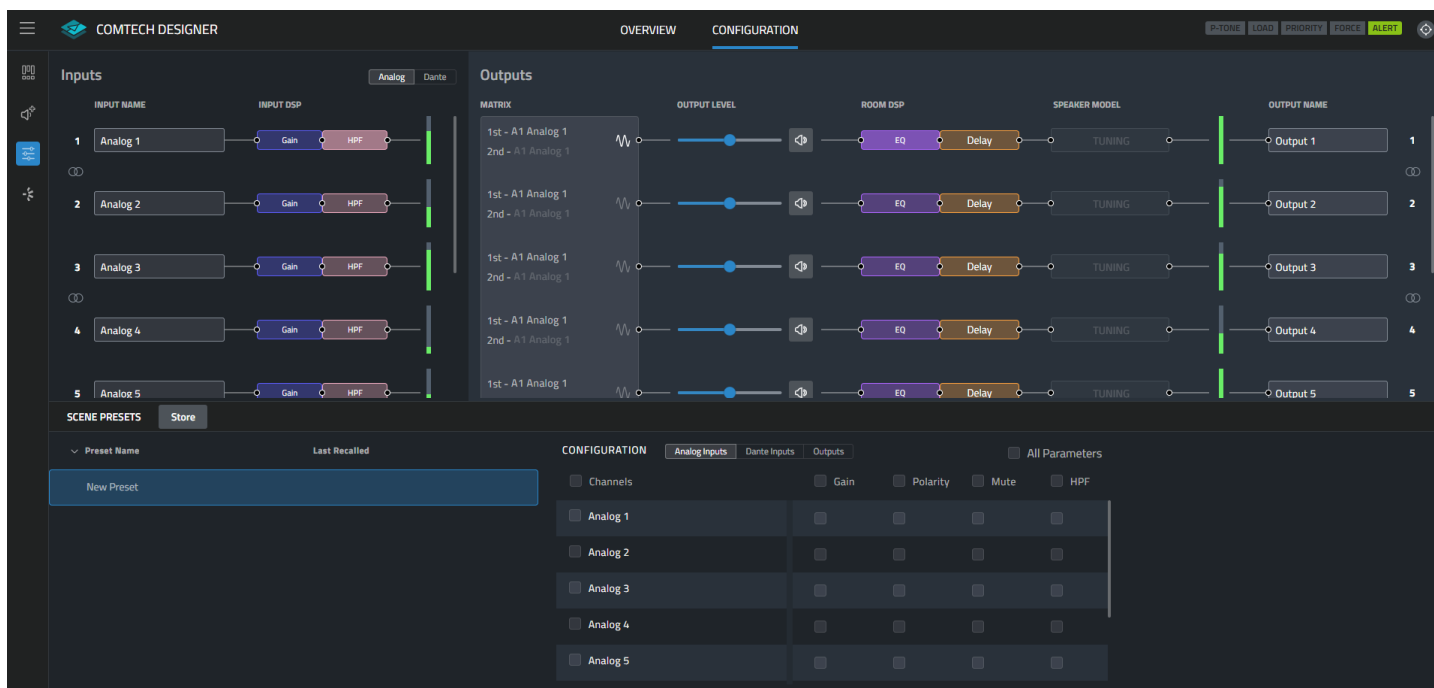 COMTECH DESIGNER OVERVIEW CONFIGURATION P-TONE LOAD PRIORITY FORCE ALERT
Inputs Analog Dante Outputs
INPUT NAME INPUT DSP MATRIX OUTPUT LEVEL ROOM DSP SPEAKER MODEL OUTPUT NAME
1st - A1 Analog 1
1 Analog 1 Gain HPF EQ Delay TUNING Output 1 1
2nd - A1 Analog 1
1st - A1 Analog 1
2 Analog 2 Gain HPF EQ Delay TUNING Output 2 2
2nd - A1 Analog 1
1st - A1 Analog 1
3 Analog 3 Gain HPF EQ Delay TUNING Output 3 3
2nd - A1 Analog 1
1st - A1 Analog 1
4 Analog 4 Gain HPF EQ Delay TUNING Output 4 4
2nd - A1 Analog 1
1st - A1 Analog 1
5 Analog 5 Gain HPF EQ Delay TUNING Output 5 5
SCENE PRESETS Store
Preset Name Last Recalled CONFIGURATION Analog Inputs Dante Inputs Outputs All Parameters
New Preset Channels Gain Polarity Mute HPF
Analog 1
Analog 2
Analog 3
Analog 4
Analog 5